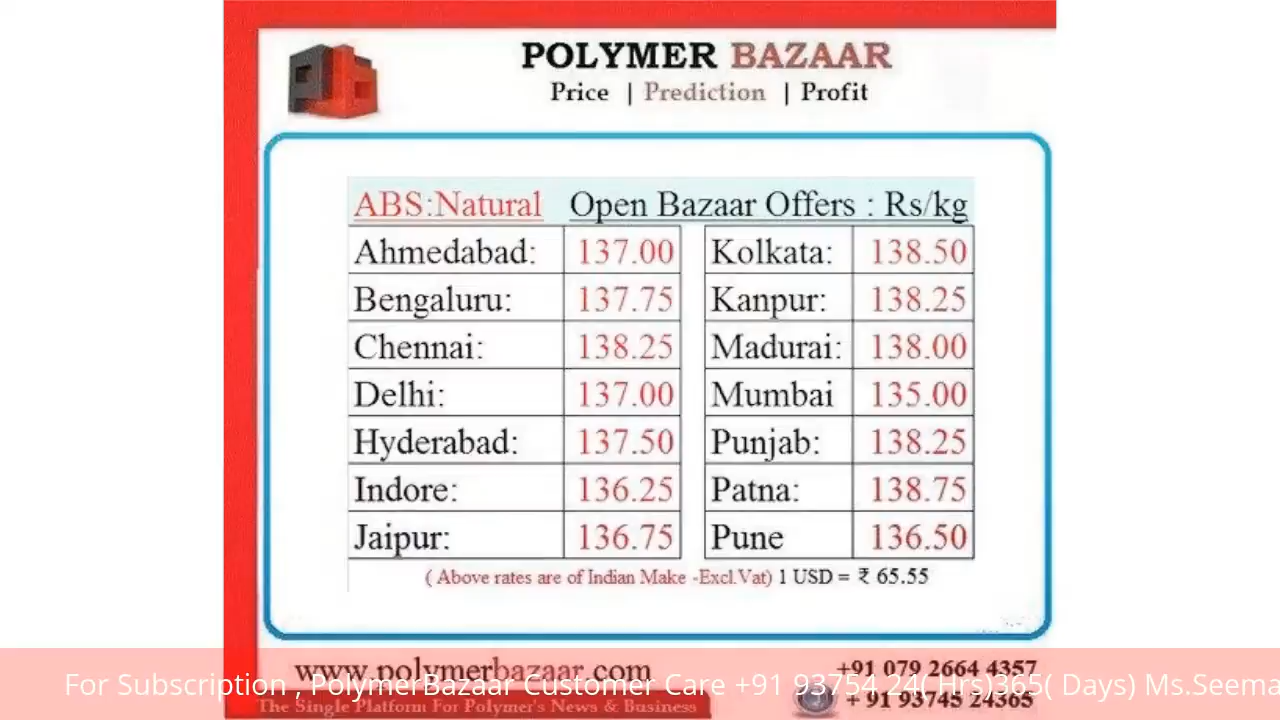 POLYMER BAZAAR
Price | Prediction | Profit
ABS:Natural Open Bazaar Offers : Rs/kg
Ahmedabad: 137.00 Kolkata: 138.50
Bengaluru: 137.75 Kanpur: 138.25
Chennai: 138.25 Madurai: 138.00
Delhi: 137.00 Mumbai 135.00
Hyderabad: 137.50 Punjab: 138.25
Indore: 136.25 Patna: 138.75
Jaipur: 136.75 Pune 136.50
( Above rates are of Indian Make -Excl.Vat) 1 USD = ₹ 65.55
www.polymerbazaar.com +91 079 2664 4357
For Subscription , PolymerBazaar Customer Care +91 93754 24( Hrs)365( Days) Ms.Seema
The Single Platform For Polymer's News & Business + 91 93745 24365